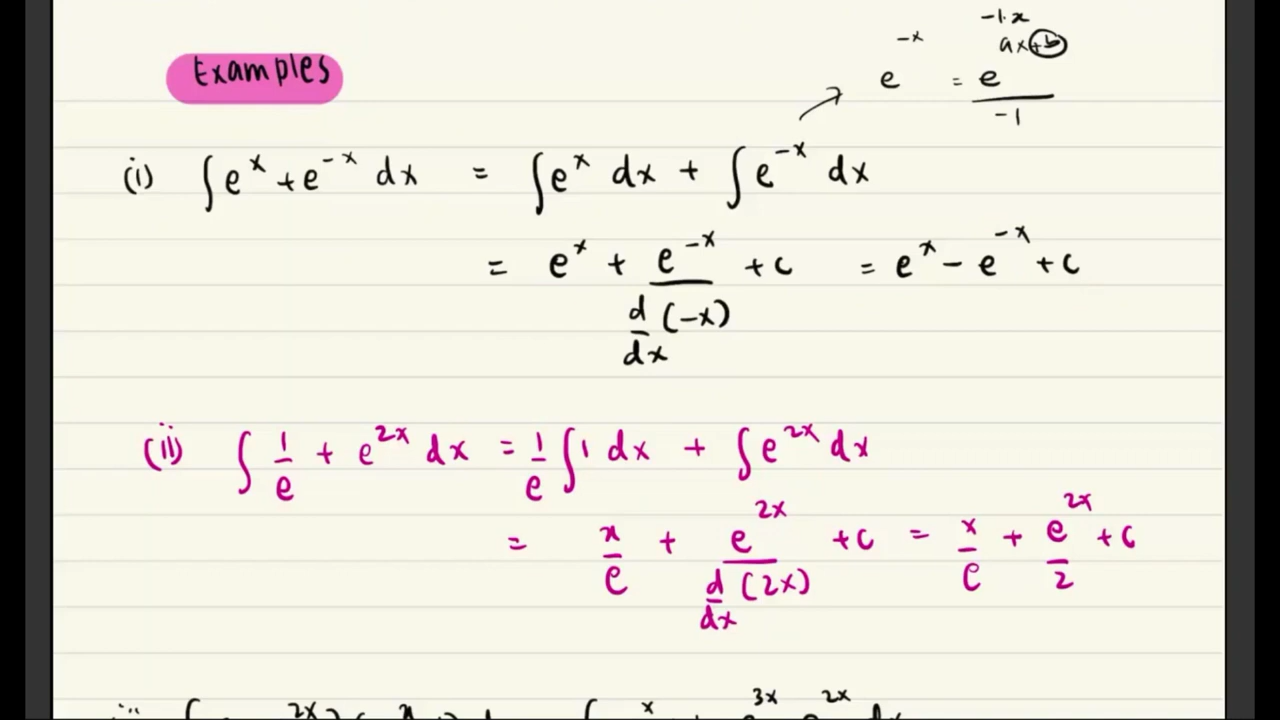 Examples
e^{-x} = e^{ax+b}/-1
-1·x
(i) ∫e^x + e^{-x} dx = ∫e^x dx + ∫e^{-x} dx
= e^x + e^{-x}/(d/dx (-x)) + c = e^x - e^{-x} + c
(ii) ∫ 1/e + e^{2x} dx = 1/e ∫1 dx + ∫e^{2x} dx
= x/e + e^{2x}/(d/dx (2x)) + c = x/e + e^{2x}/2 + c